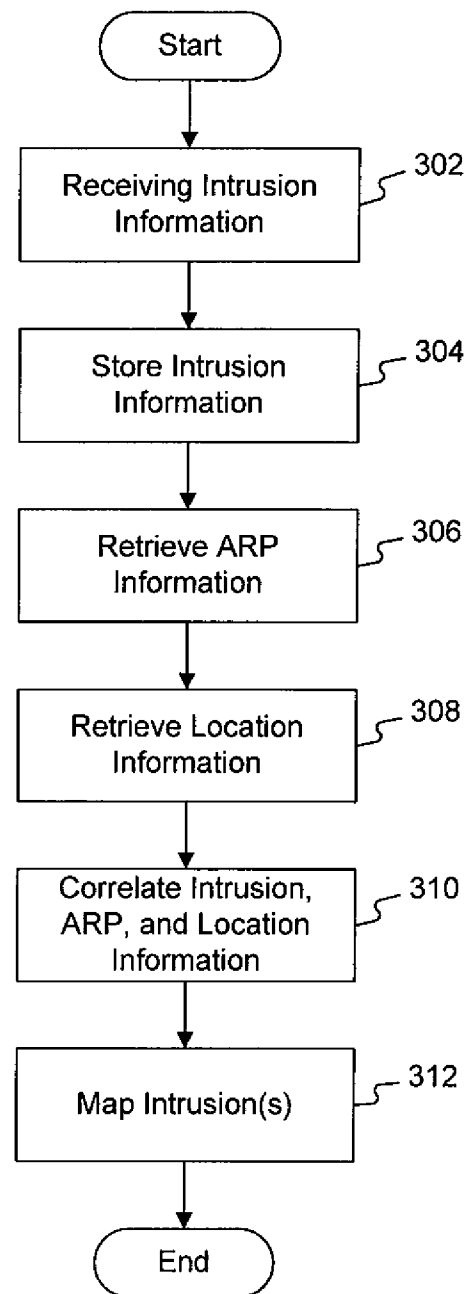 Start
Receiving Intrusion
Information
302
Store Intrusion
Information
304
Retrieve ARP
Information
306
Retrieve Location
Information
308
Correlate Intrusion,
ARP, and Location
Information
310
Map Intrusion(s)
312
End